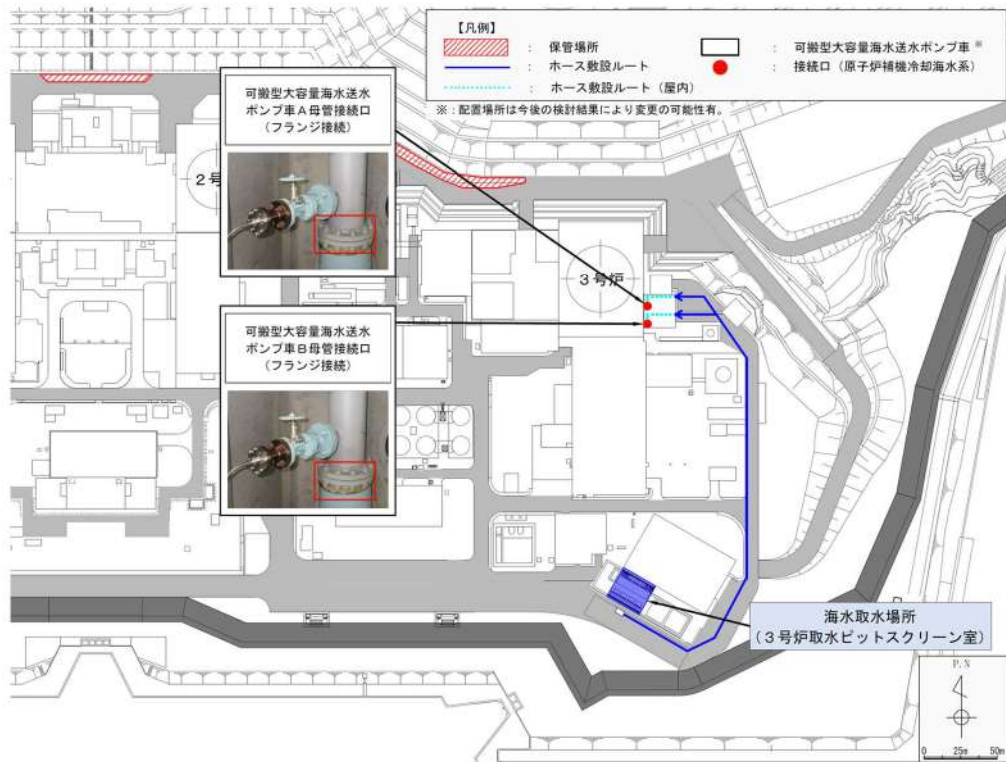 【凡例】
： 保管場所
： ホース敷設ルート
： ホース敷設ルート（屋内）
： 可搬型大容量海水送水ポンプ車 ※
： 接続口（原子炉補機冷却海水系）
※：配置場所は今後の検討結果により変更の可能性有。
可搬型大容量海水送水
ポンプ車Ａ母管接続口
（フランジ接続）
２号
３号炉
可搬型大容量海水送水
ポンプ車Ｂ母管接続口
（フランジ接続）
海水取水場所
（３号炉取水ピットスクリーン室）
P.N
0 25m 50m